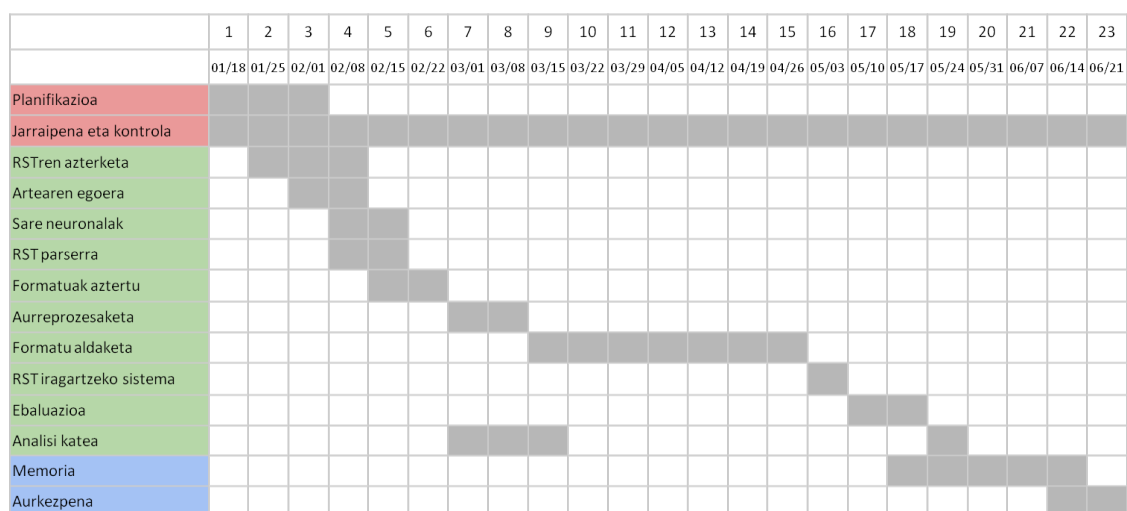 1 2 3 4 5 6 7 8 9 10 11 12 13 14 15 16 17 18 19 20 21 22 23
01/18 01/25 02/01 02/08 02/15 02/22 03/01 03/08 03/15 03/22 03/29 04/05 04/12 04/19 04/26 05/03 05/10 05/17 05/24 05/31 06/07 06/14 06/21
Planifikazioa
Jarraipena eta kontrola
RSTren azterketa
Artearen egoera
Sare neuronalak
RST parserra
Formatuak aztertu
Aurreprozesaketa
Formatu aldaketa
RST iragartzeko sistema
Ebaluazioa
Analisi katea
Memoria
Aurkezpena